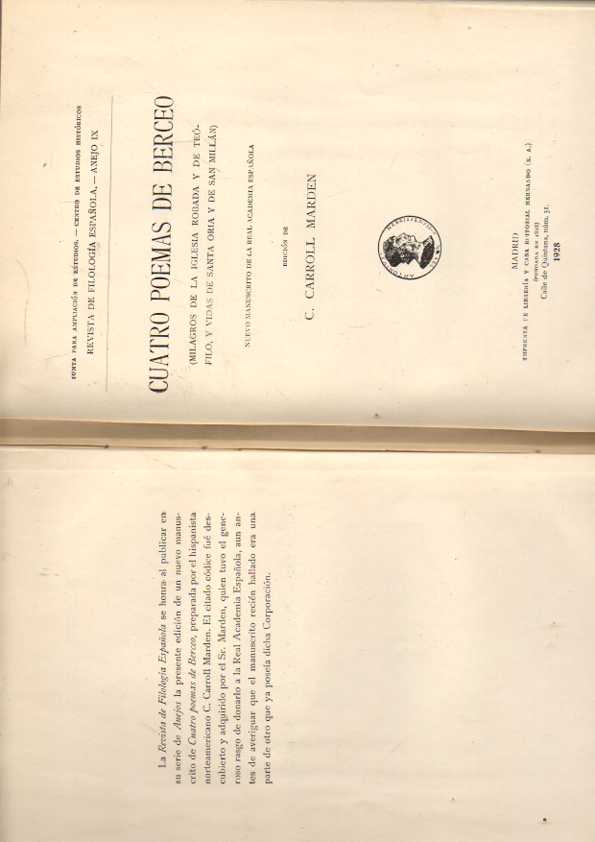 La Revista de Filología Española se honra al publicar en
su serie de Anejos la presente edición de un nuevo manus-
crito de Cuatro poemas de Berceo, preparada por el hispanista
norteamericano C. Carroll Marden. El citado códice fué des-
cubierto y adquirido por el Sr. Marden, quien tuvo el gene-
roso rasgo de donarlo a la Real Academia Española, aun an-
tes de averiguar que el manuscrito recién hallado era una
parte de otro que ya poseía dicha Corporación.
JUNTA PARA AMPLIACIÓN DE ESTUDIOS. — CENTRO DE ESTUDIOS HISTÓRICOS
REVISTA DE FILOLOGÍA ESPAÑOLA. — ANEJO IX
CUATRO POEMAS DE BERCEO
(MILAGROS DE LA IGLESIA ROBADA Y DE TEÓ-
FILO, Y VIDAS DE SANTA ORIA Y DE SAN MILLÁN)
NUEVO MANUSCRITO DE LA REAL ACADEMIA ESPAÑOLA
EDICIÓN DE
C. CARROLL MARDEN
MADRID
IMPRENTA DE LIBRERÍA Y CASA EDITORIAL HERNANDO (S. A.)
(FUNDADA EN 1828)
Calle de Quintana, núm. 31.
1928